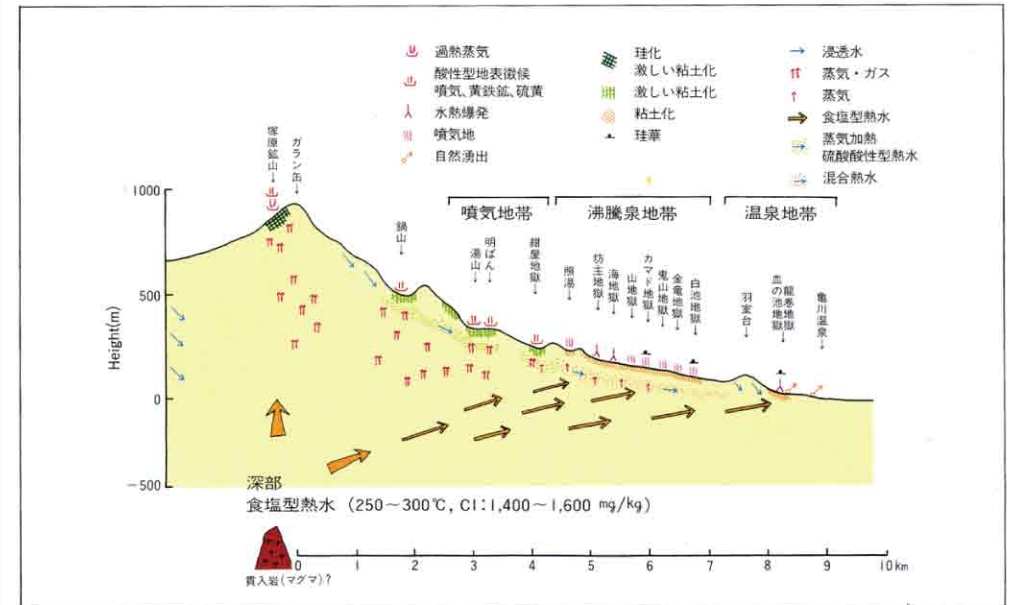 過熱蒸気
酸性型地表徴候
噴気、黄鉄鉱、硫黄
水熱爆発
噴気地
自然湧出
珪化
激しい粘土化
激しい粘土化
粘土化
珪華
浸透水
蒸気・ガス
蒸気
食塩型熱水
蒸気加熱
硫酸酸性型熱水
混合熱水
噴気地帯
沸騰泉地帯
温泉地帯
塚原鉱山
ガラン岳
鍋山
湯山
明ばん
紺屋地獄
照湯
坊主地獄
海地獄
山地獄
カマド地獄
鬼山地獄
金竜地獄
白池地獄
羽室台
血の池地獄
龍巻地獄
亀川温泉
Height(m)
1000
500
0
-500
深部
食塩型熱水 (250~300℃, Cl:1,400~1,600 mg/kg)
0 1 2 3 4 5 6 7 8 9 10km
貫入岩(マグマ)?